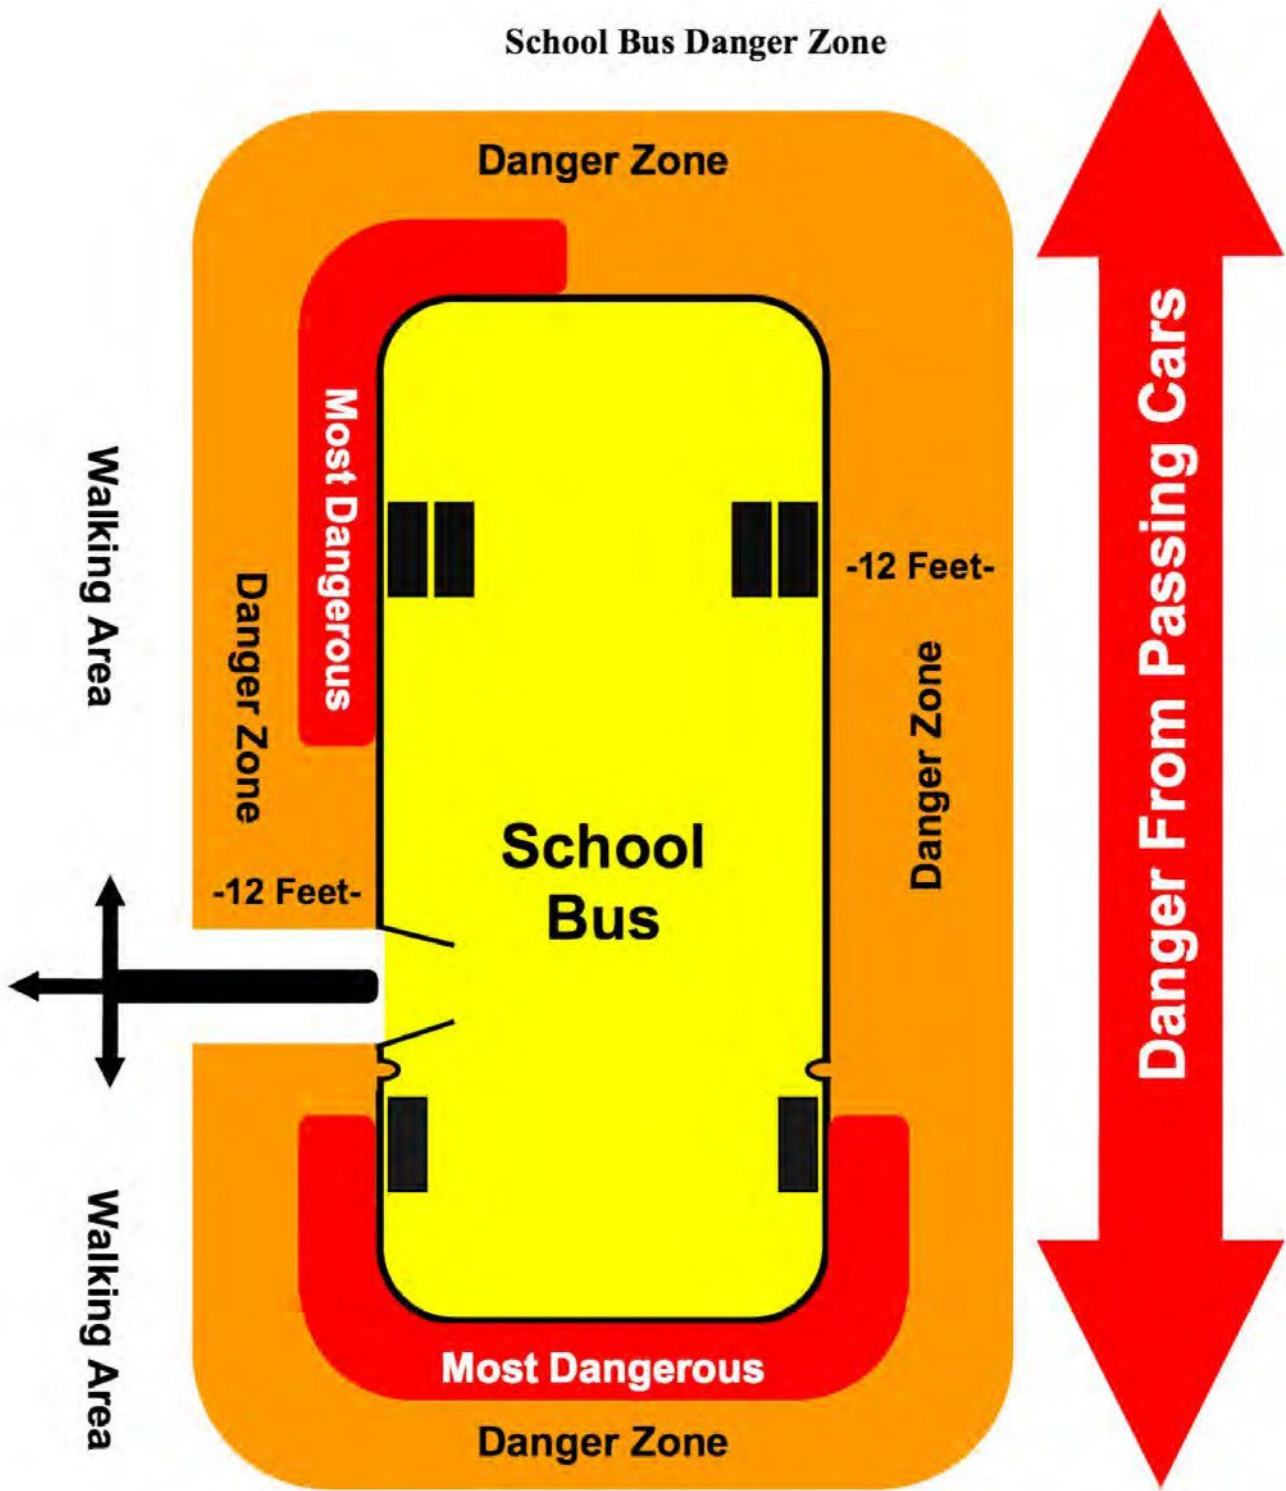 School Bus Danger Zone
Danger Zone
Most Dangerous
Walking Area
Danger Zone
-12 Feet-
Danger Zone
Danger From Passing Cars
School
Bus
-12 Feet-
Walking Area
Most Dangerous
Danger Zone